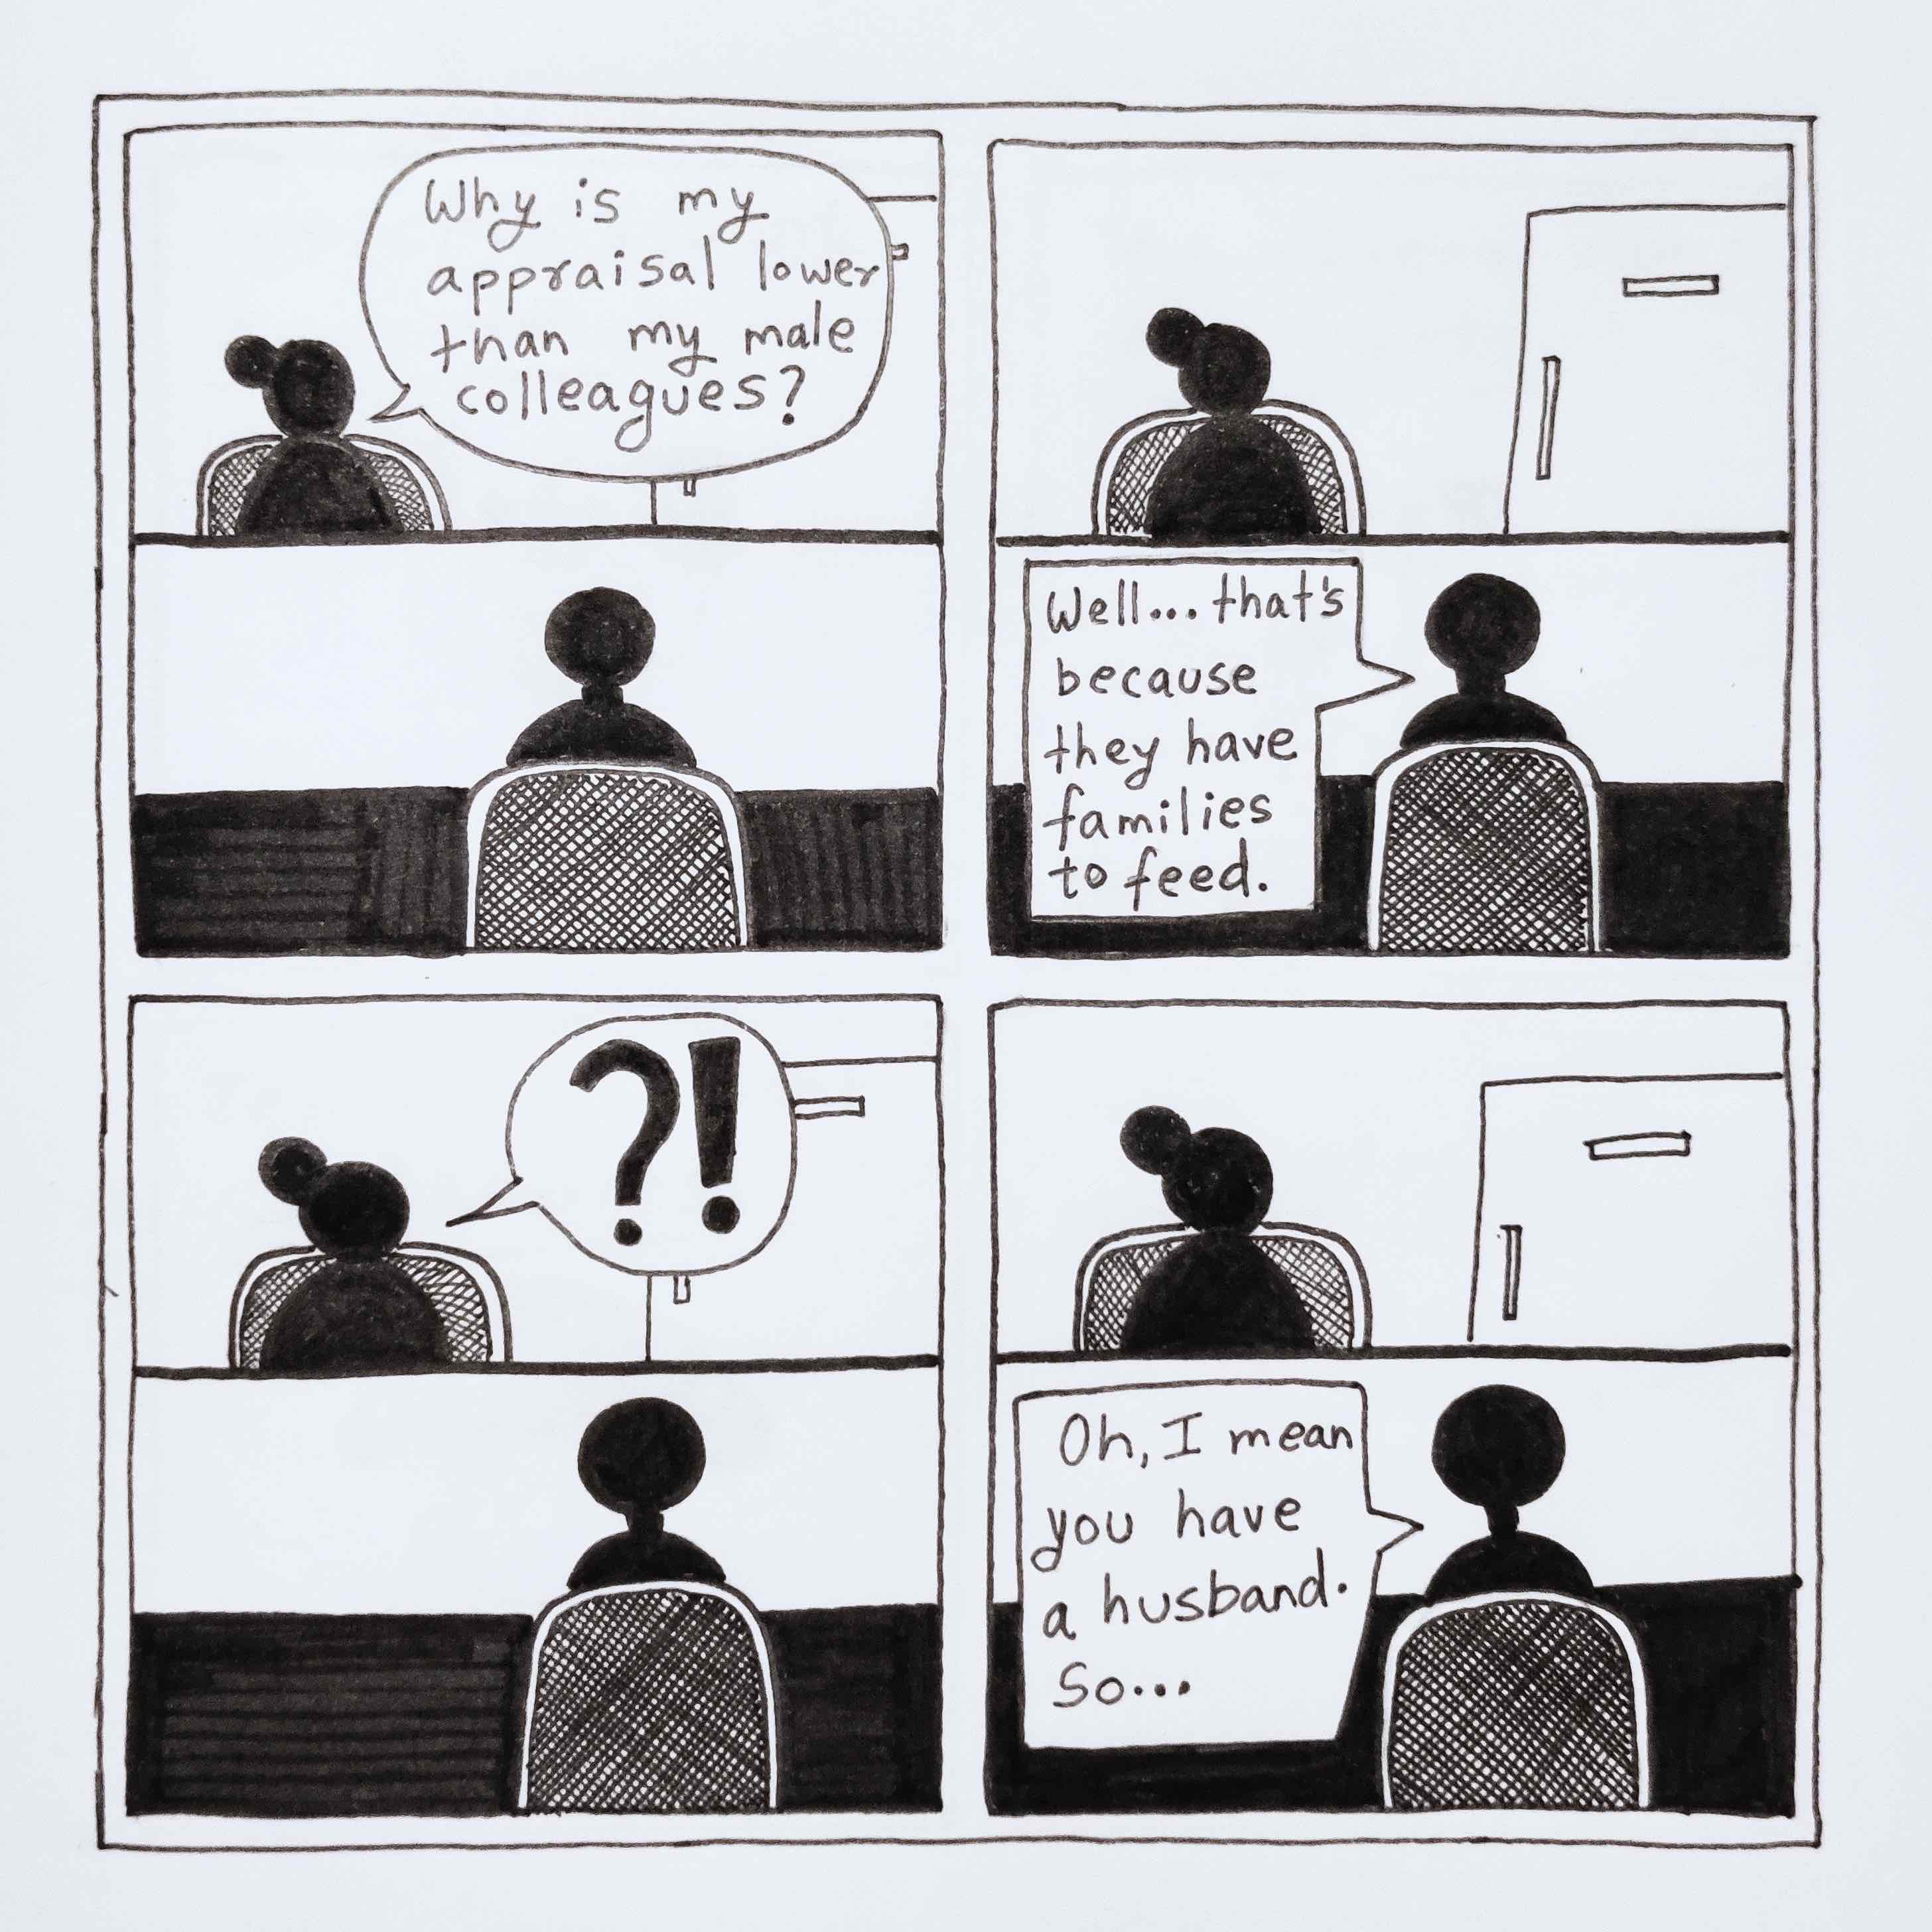 Why is my
appraisal lower
than my male
colleagues?
Well... that's
because
they have
families
to feed.
?!
Oh, I mean
you have
a husband.
So...